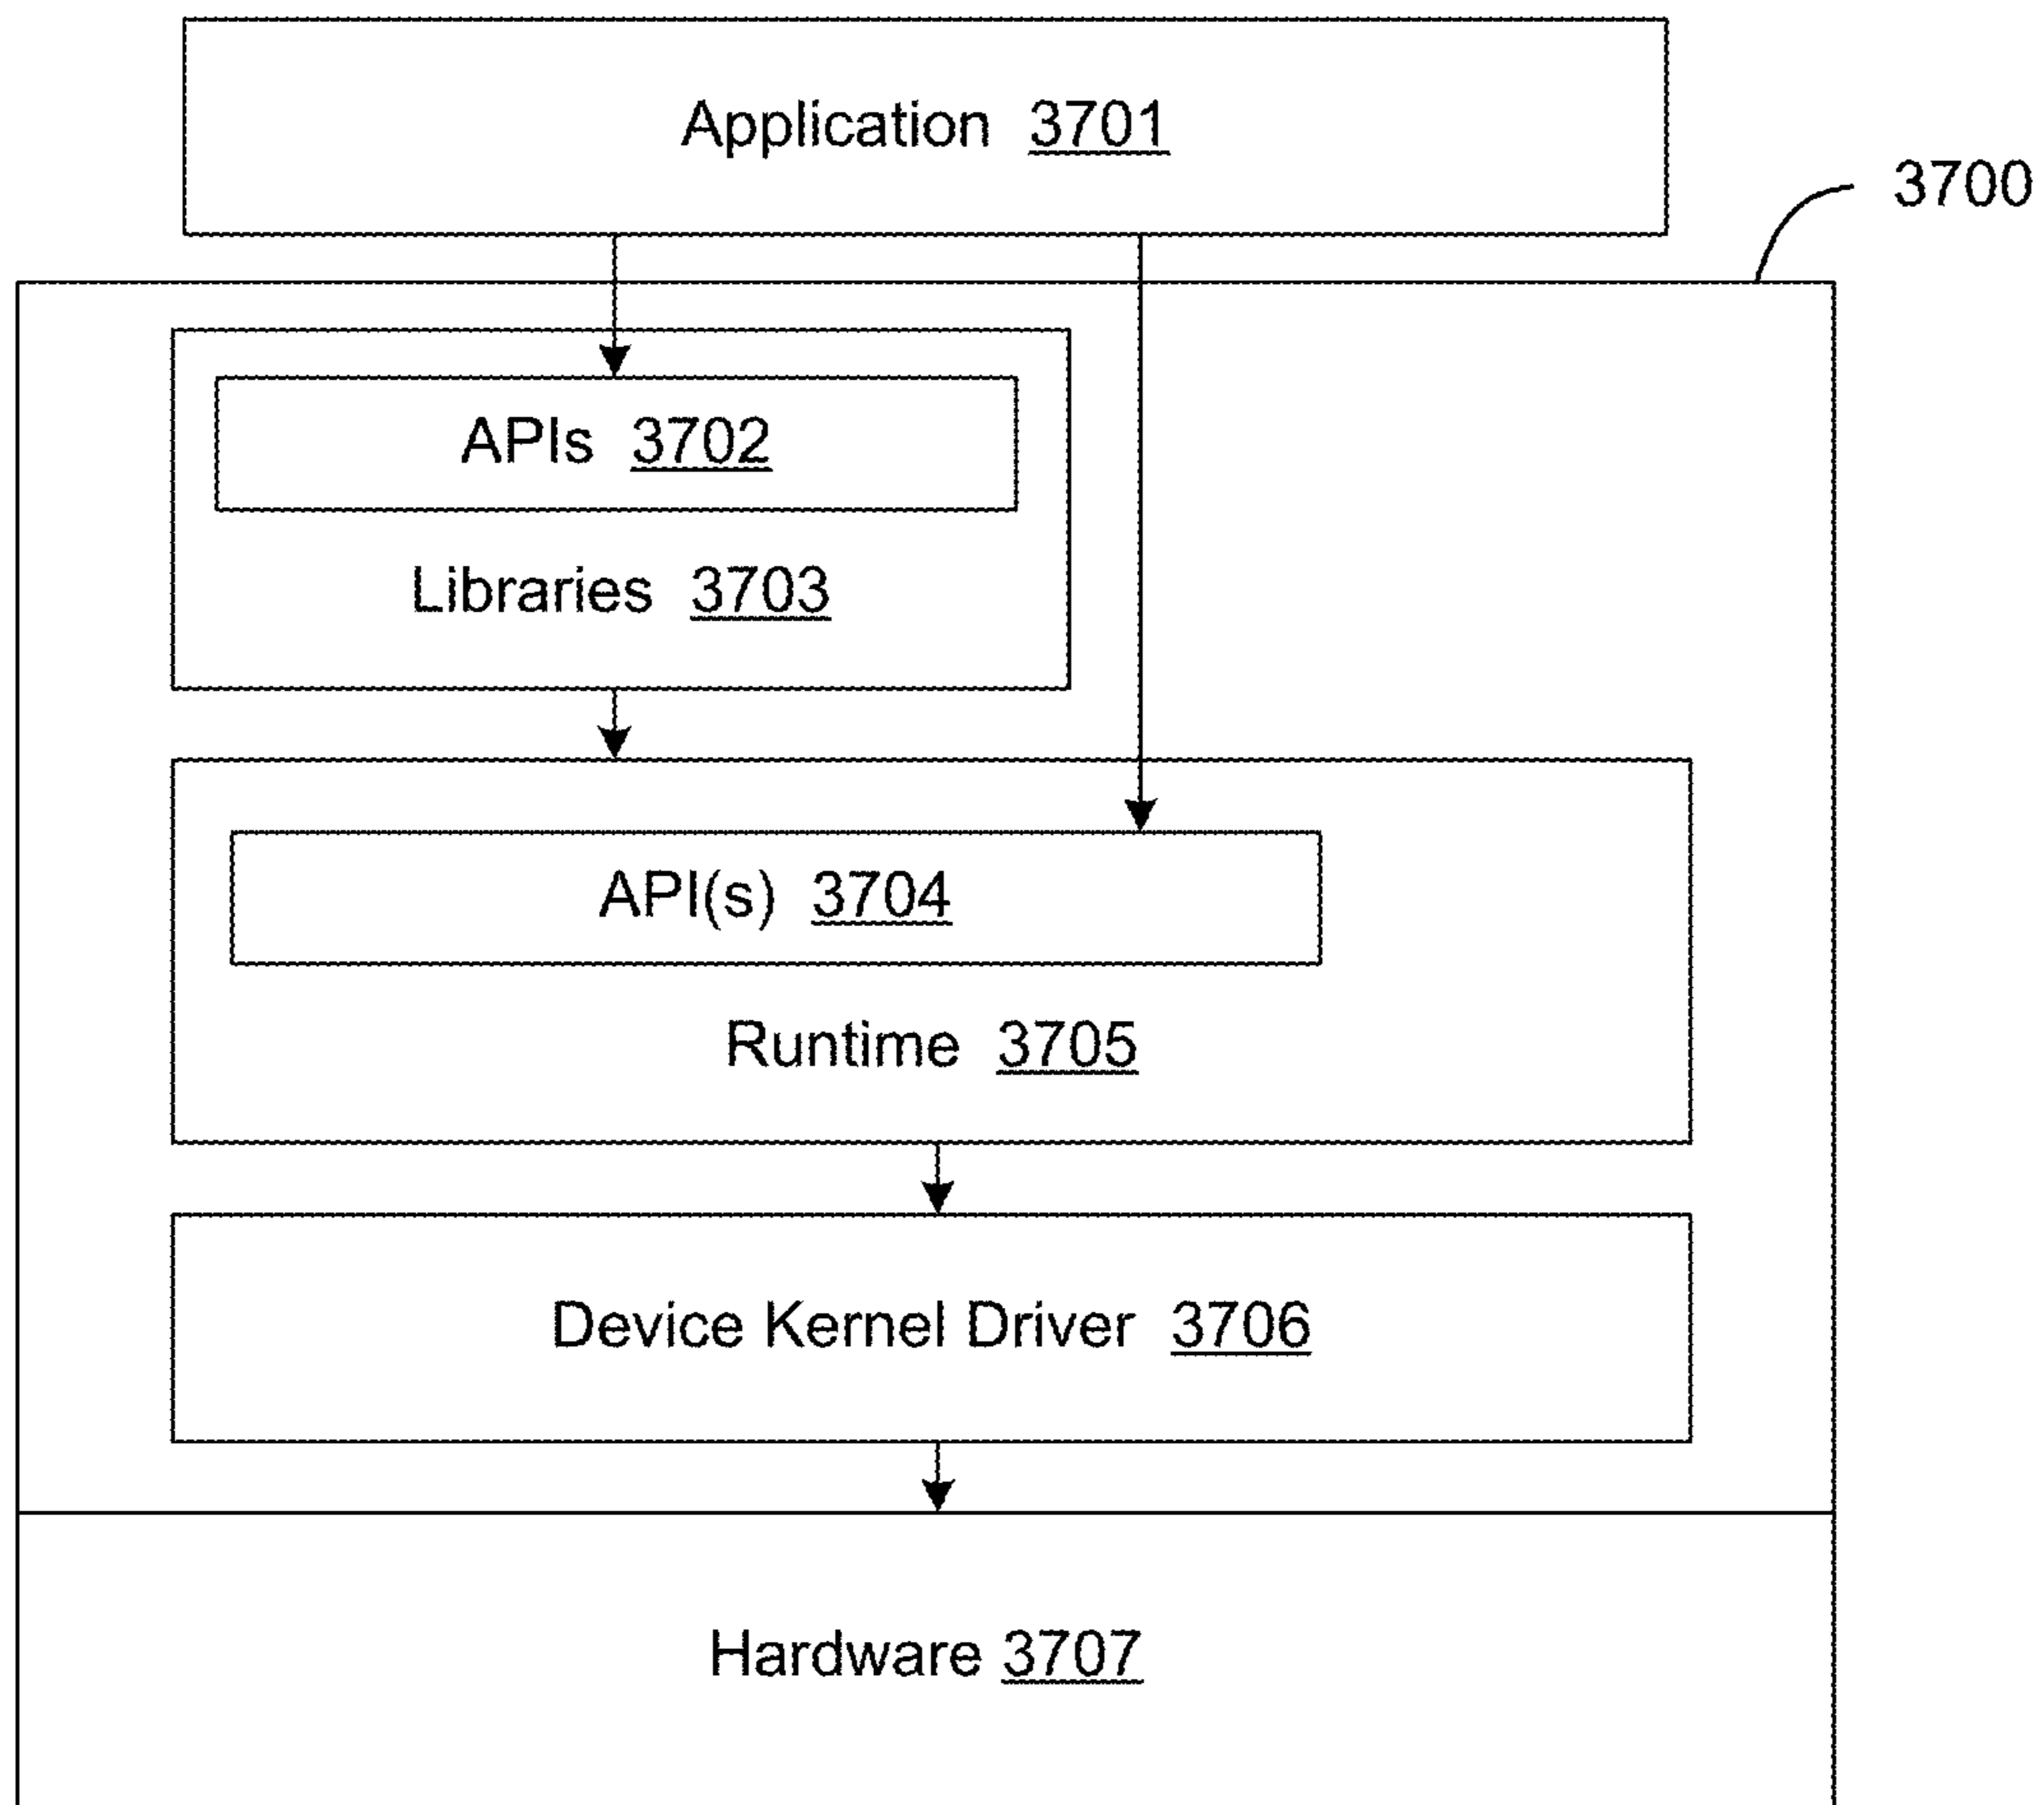 Application 3701
3700
APIs 3702
Libraries 3703
API(s) 3704
Runtime 3705
Device Kernel Driver 3706
Hardware 3707